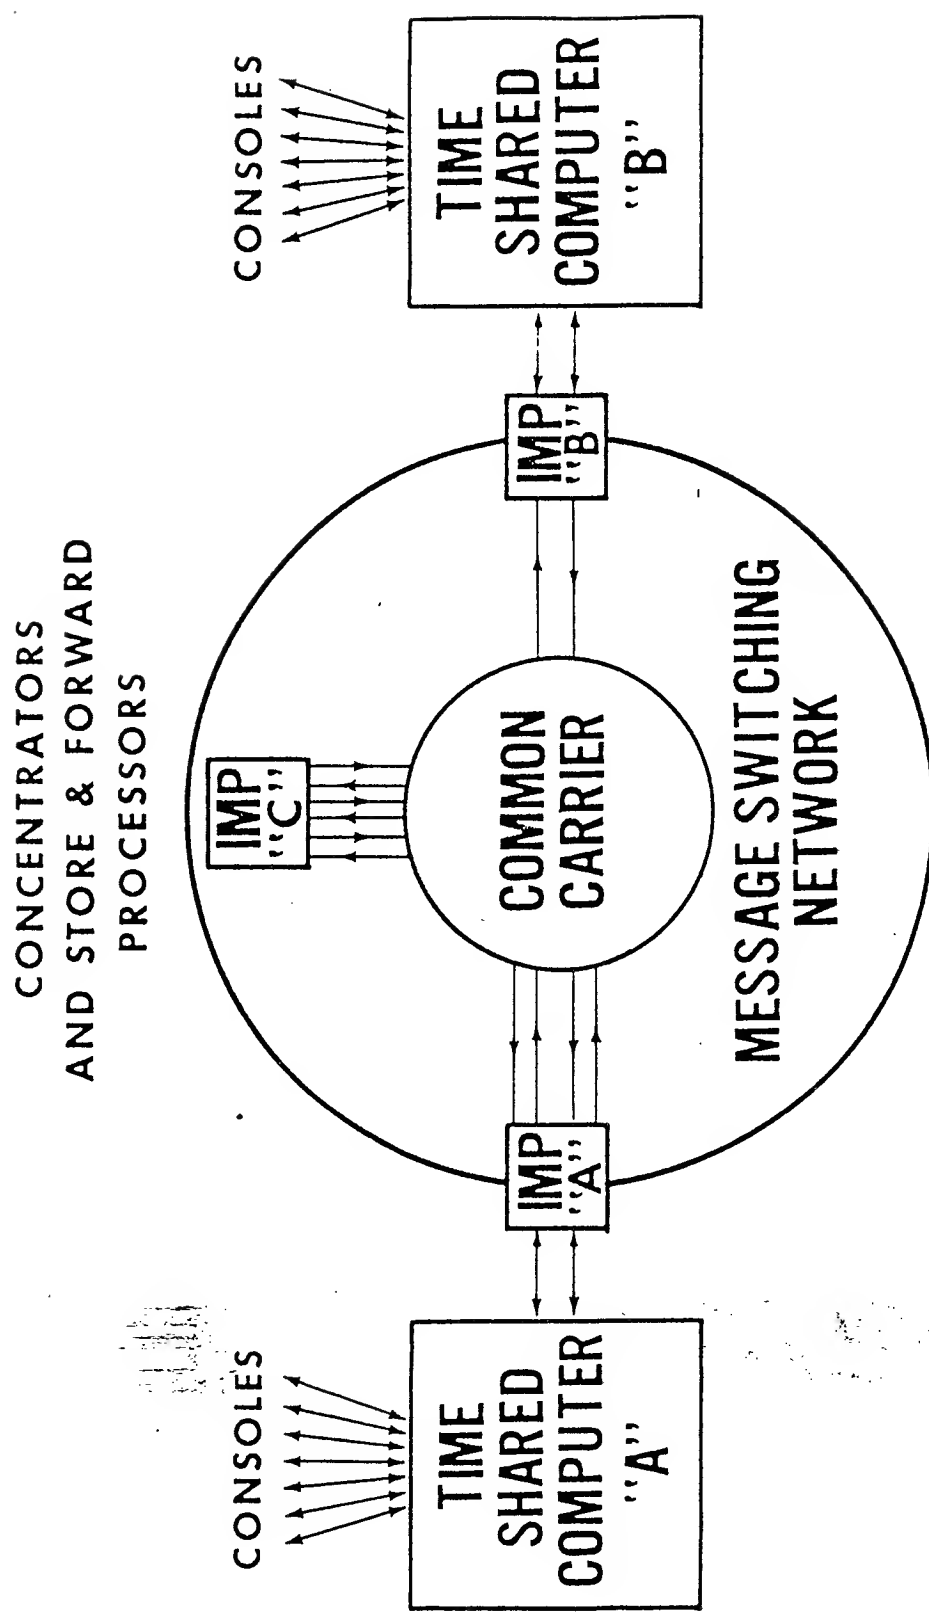 CONCENTRATORS
AND STORE & FORWARD
PROCESSORS
CONSOLES
CONSOLES
IMP
"C"
TIME
SHARED
COMPUTER
"A"
IMP
"A"
COMMON
CARRIER
IMP
"B"
TIME
SHARED
COMPUTER
"B"
MESSAGE SWITCHING
NETWORK